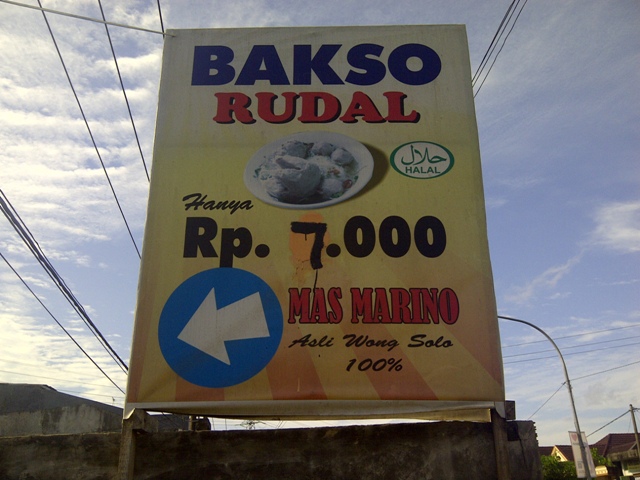 BAKSO
RUDAL
حلال
HALAL
Hanya
Rp. 7.000
MAS MARINO
Asli Wong Solo
100%